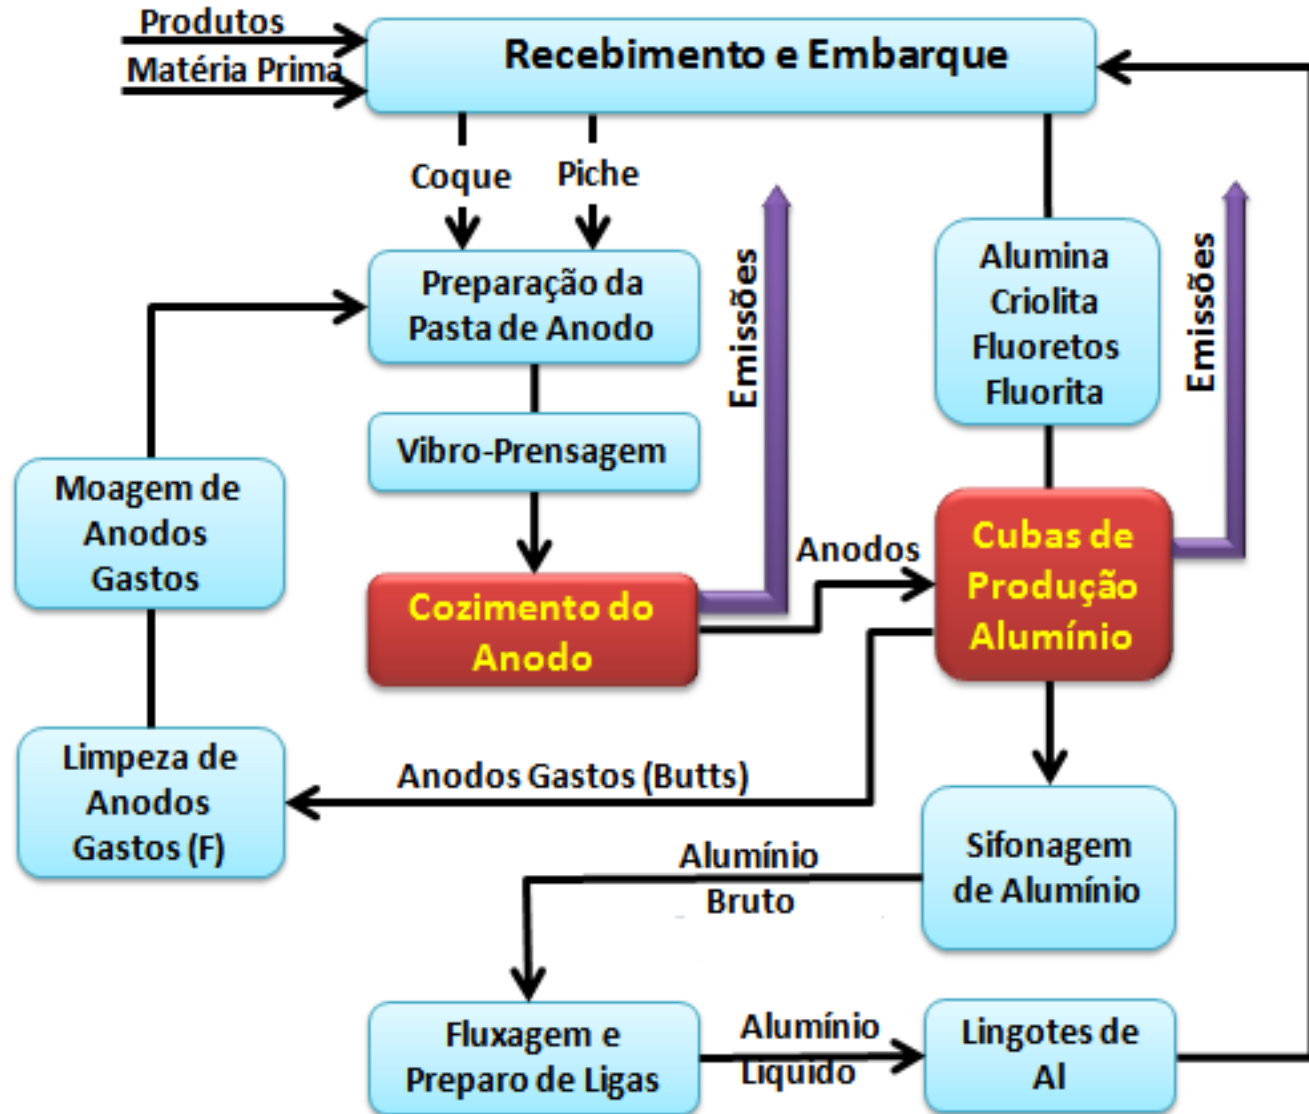 Produtos
Matéria Prima
Recebimento e Embarque
Coque
Piche
Preparação da
Pasta de Anodo
Emissões
Alumina
Criolita
Fluoretos
Fluorita
Emissões
Vibro-Prensagem
Moagem de
Anodos
Gastos
Cozimento do
Anodo
Anodos
Cubas de
Produção
Alumínio
Limpeza de
Anodos
Gastos (F)
Anodos Gastos (Butts)
Sifonagem
de Alumínio
Alumínio
Bruto
Fluxagem e
Preparo de Ligas
Alumínio
Liquido
Lingotes de
Al